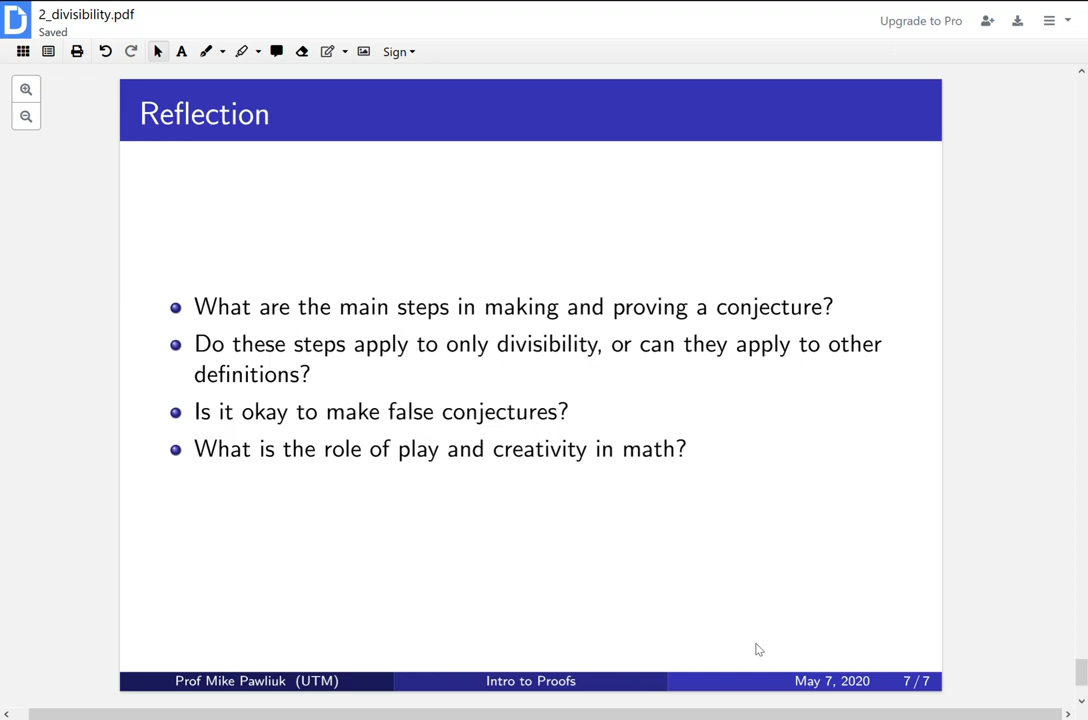 2_divisibility.pdf
Saved
Upgrade to Pro
A
Sign
Reflection
What are the main steps in making and proving a conjecture?
Do these steps apply to only divisibility, or can they apply to other
definitions?
Is it okay to make false conjectures?
What is the role of play and creativity in math?
Prof Mike Pawliuk (UTM) Intro to Proofs May 7, 2020 7/7